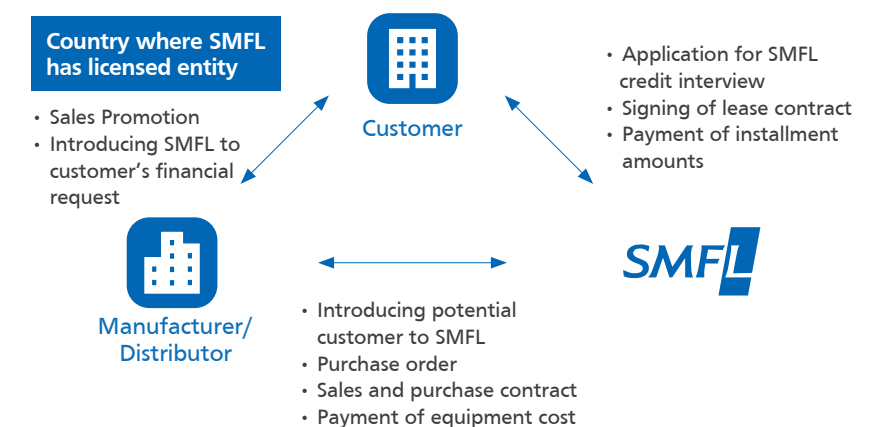 Country where SMFL
has licensed entity
・ Sales Promotion
・ Introducing SMFL to
customer’s financial
request
Customer
・ Application for SMFL
credit interview
・ Signing of lease contract
・ Payment of installment
amounts
Manufacturer/
Distributor
SMFL
・ Introducing potential
customer to SMFL
・ Purchase order
・ Sales and purchase contract
・ Payment of equipment cost